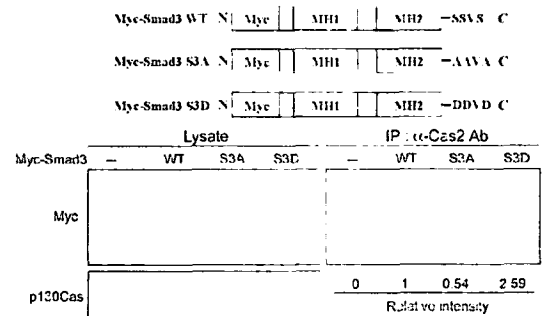 Myc-Smad3 WT N Myc MH1 MH2 -SSVS C
Myc-Smad3 S3A N Myc MH1 MH2 -AAVA C
Myc-Smad3 S3D N Myc MH1 MH2 -DDVD C
Lysate IP : α-Cas2 Ab
Myc-Smad3 – WT S3A S3D – WT S3A S3D
Myc
p130Cas 0 1 0.54 2.59
Relative intensity